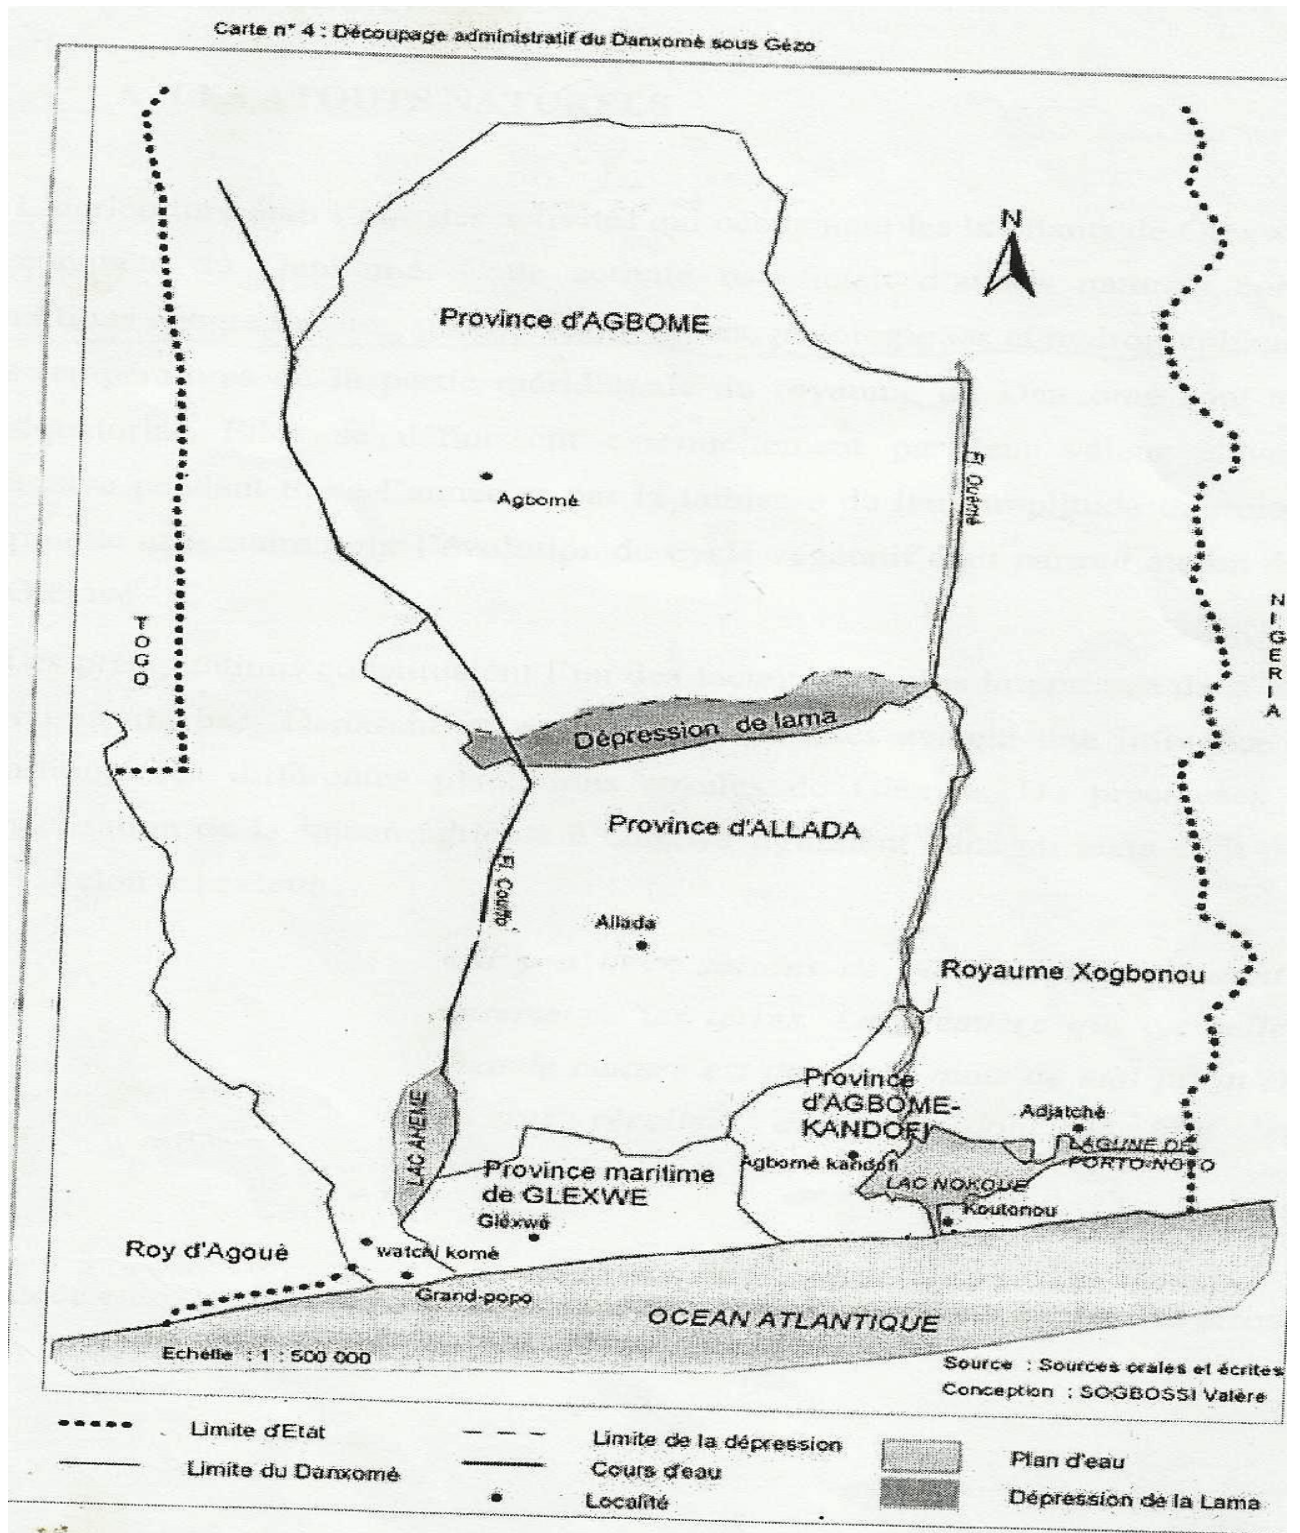 Carte n° 4 : Découpage administratif du Danxomè sous Gézo
N
Province d'AGBOME
Fl. Ouémé
Agbomè
TOGO
NIGERIA
Dépression de lama
Province d'ALLADA
Fl. Couffo
Allada
Royaume Xogbonou
LAC AHEME
Province
d'AGBOME-
KANDOFI
Adjatchè
LAGUNE DE
PORTO-NOVO
Agbomè kandofi
LAC NOKOUE
Province maritime
de GLEXWE
Gléxwé
Koutonou
Roy d'Agoué
watchi komè
Grand-popo
OCEAN ATLANTIQUE
Echelle : 1 : 500 000
Source : Sources orales et écrites
Conception : SOGBOSSI Valère
Limite d'Etat
Limite de la dépression
Plan d'eau
Limite du Danxomé
Cours d'eau
Localité
Dépression de la Lama